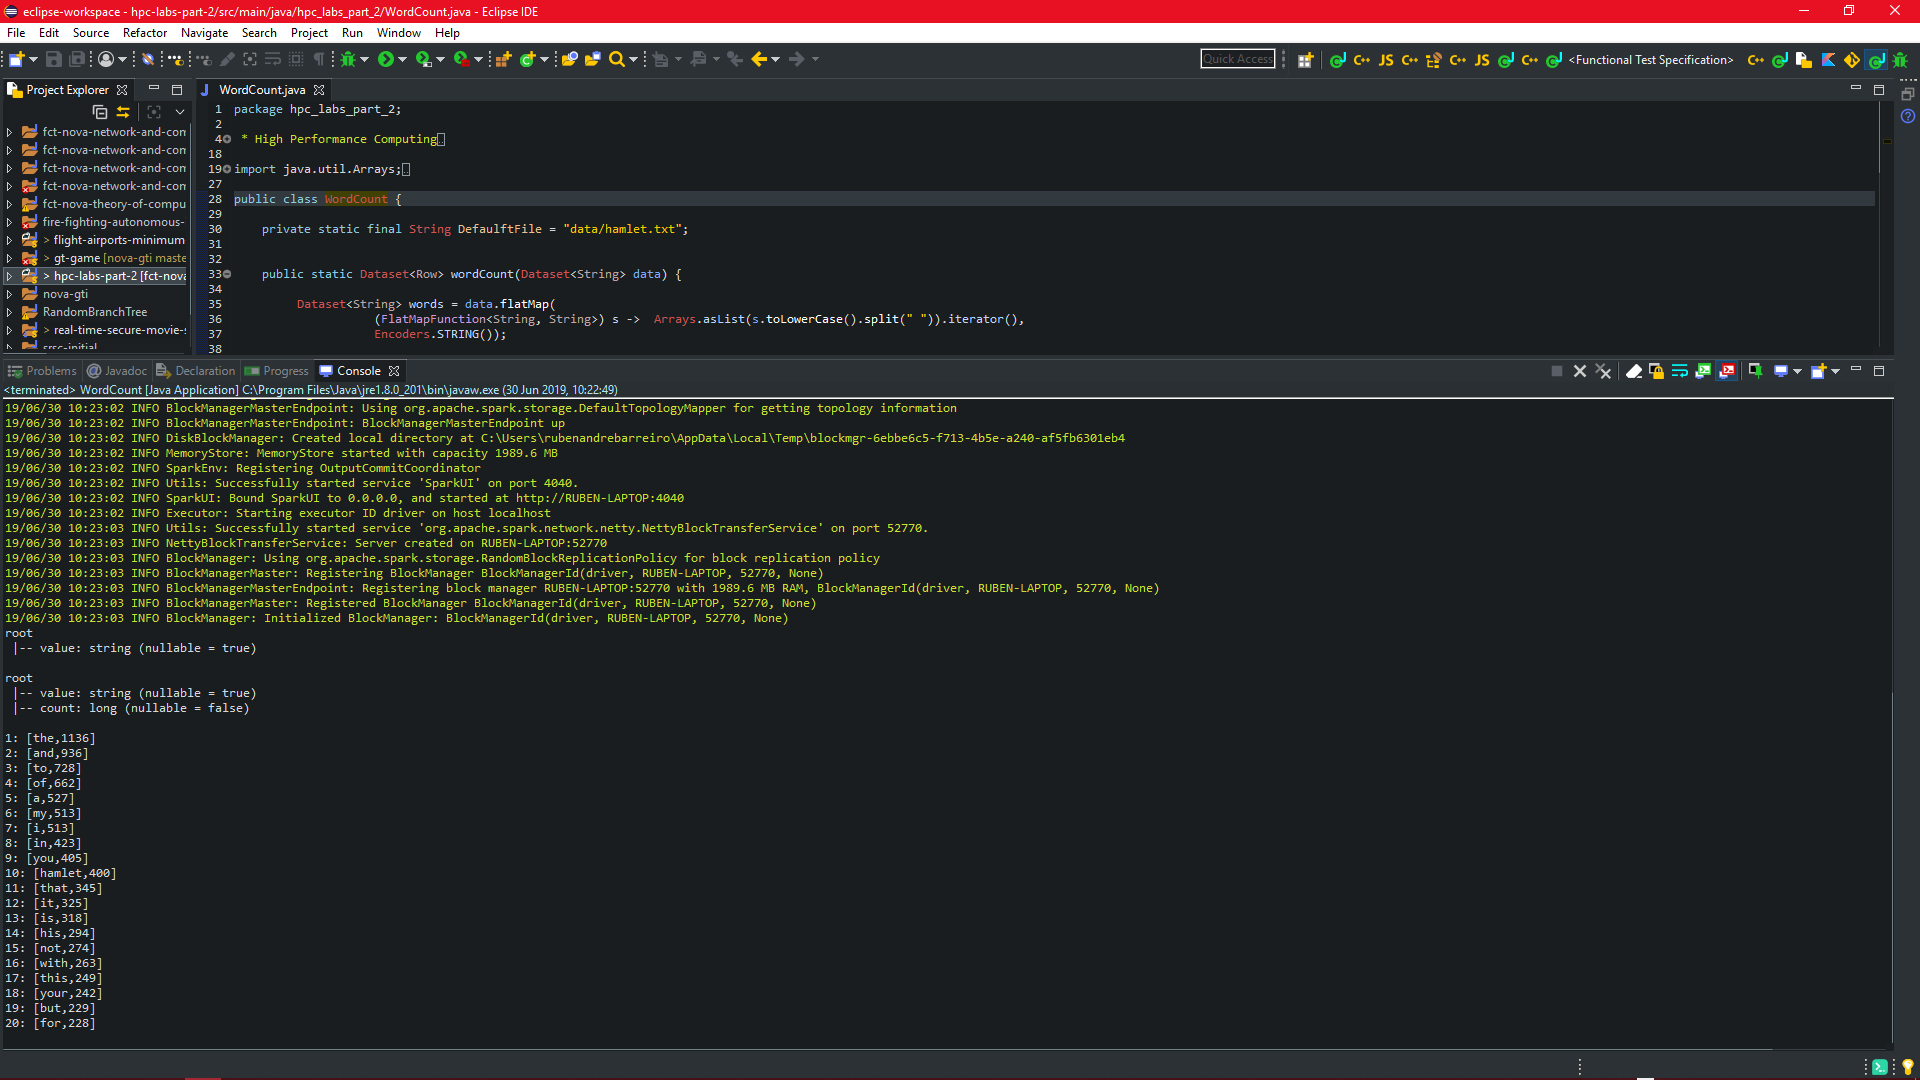 eclipse-workspace - hpc-labs-part-2/src/main/java/hpc_labs_part_2/WordCount.java - Eclipse IDE
File Edit Source Refactor Navigate Search Project Run Window Help
Quick Access
<Functional Test Specification>
Project Explorer
fct-nova-network-and-com
fct-nova-network-and-com
fct-nova-network-and-com
fct-nova-network-and-com
fct-nova-theory-of-compu
fire-fighting-autonomous-
> flight-airports-minimum
> gt-game [nova-gti maste
> hpc-labs-part-2 [fct-nova
nova-gti
RandomBranchTree
> real-time-secure-movie-s
srsc-initial
WordCount.java
1 package hpc_labs_part_2;
2
4 * High Performance Computing
18
19 import java.util.Arrays;
27
28 public class WordCount {
29
30 private static final String DefaulftFile = "data/hamlet.txt";
31
32
33 public static Dataset<Row> wordCount(Dataset<String> data) {
34
35 Dataset<String> words = data.flatMap(
36 (FlatMapFunction<String, String>) s -> Arrays.asList(s.toLowerCase().split(" ")).iterator(),
37 Encoders.STRING());
38
Problems Javadoc Declaration Progress Console
<terminated> WordCount [Java Application] C:\Program Files\Java\jre1.8.0_201\bin\javaw.exe (30 Jun 2019, 10:22:49)
19/06/30 10:23:02 INFO BlockManagerMasterEndpoint: Using org.apache.spark.storage.DefaultTopologyMapper for getting topology information
19/06/30 10:23:02 INFO BlockManagerMasterEndpoint: BlockManagerMasterEndpoint up
19/06/30 10:23:02 INFO DiskBlockManager: Created local directory at C:\Users\rubenandrebarreiro\AppData\Local\Temp\blockmgr-6ebbe6c5-f713-4b5e-a240-af5fb6301eb4
19/06/30 10:23:02 INFO MemoryStore: MemoryStore started with capacity 1989.6 MB
19/06/30 10:23:02 INFO SparkEnv: Registering OutputCommitCoordinator
19/06/30 10:23:02 INFO Utils: Successfully started service 'SparkUI' on port 4040.
19/06/30 10:23:02 INFO SparkUI: Bound SparkUI to 0.0.0.0, and started at http://RUBEN-LAPTOP:4040
19/06/30 10:23:02 INFO Executor: Starting executor ID driver on host localhost
19/06/30 10:23:03 INFO Utils: Successfully started service 'org.apache.spark.network.netty.NettyBlockTransferService' on port 52770.
19/06/30 10:23:03 INFO NettyBlockTransferService: Server created on RUBEN-LAPTOP:52770
19/06/30 10:23:03 INFO BlockManager: Using org.apache.spark.storage.RandomBlockReplicationPolicy for block replication policy
19/06/30 10:23:03 INFO BlockManagerMaster: Registering BlockManager BlockManagerId(driver, RUBEN-LAPTOP, 52770, None)
19/06/30 10:23:03 INFO BlockManagerMasterEndpoint: Registering block manager RUBEN-LAPTOP:52770 with 1989.6 MB RAM, BlockManagerId(driver, RUBEN-LAPTOP, 52770, None)
19/06/30 10:23:03 INFO BlockManagerMaster: Registered BlockManager BlockManagerId(driver, RUBEN-LAPTOP, 52770, None)
19/06/30 10:23:03 INFO BlockManager: Initialized BlockManager: BlockManagerId(driver, RUBEN-LAPTOP, 52770, None)
root
|-- value: string (nullable = true)
root
|-- value: string (nullable = true)
|-- count: long (nullable = false)
1: [the,1136]
2: [and,936]
3: [to,728]
4: [of,662]
5: [a,527]
6: [my,513]
7: [i,513]
8: [in,423]
9: [you,405]
10: [hamlet,400]
11: [that,345]
12: [it,325]
13: [is,318]
14: [his,294]
15: [not,274]
16: [with,263]
17: [this,249]
18: [your,242]
19: [but,229]
20: [for,228]